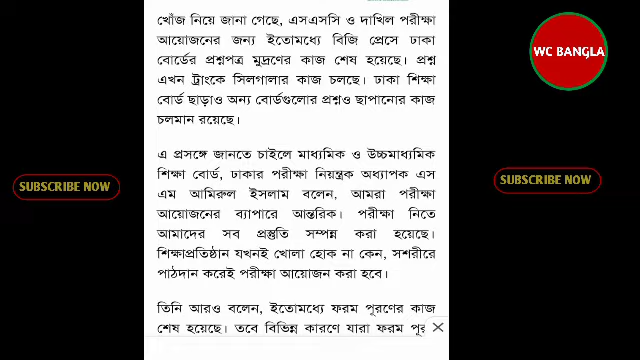 খোঁজ নিয়ে জানা গেছে, এসএসসি ও দাখিল পরীক্ষা
আয়োজনের জন্য ইতোমধ্যে বিজি প্রেসে ঢাকা
বোর্ডের প্রশ্নপত্র মুদ্রণের কাজ শেষ হয়েছে। প্রশ্ন
এখন ট্রাংকে সিলগালার কাজ চলছে। ঢাকা শিক্ষা
বোর্ড ছাড়াও অন্য বোর্ডগুলোর প্রশ্নও ছাপানোর কাজ
চলমান রয়েছে।
এ প্রসঙ্গে জানতে চাইলে মাধ্যমিক ও উচ্চমাধ্যমিক
শিক্ষা বোর্ড, ঢাকার পরীক্ষা নিয়ন্ত্রক অধ্যাপক এস
এম আমিরুল ইসলাম বলেন, আমরা পরীক্ষা
আয়োজনের ব্যাপারে আন্তরিক। পরীক্ষা নিতে
আমাদের সব প্রস্তুতি সম্পন্ন করা হয়েছে।
শিক্ষাপ্রতিষ্ঠান যখনই খোলা হোক না কেন, সশরীরে
পাঠদান করেই পরীক্ষা আয়োজন করা হবে।
তিনি আরও বলেন, ইতোমধ্যে ফরম পূরণের কাজ
শেষ হয়েছে। তবে বিভিন্ন কারণে যারা ফরম
WC BANGLA
SUBSCRIBE NOW
SUBSCRIBE NOW